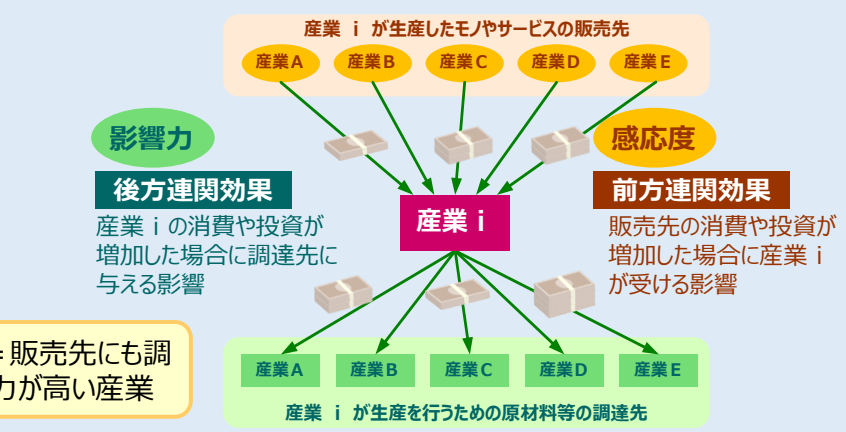 産業 i が生産したモノやサービスの販売先
産業A
産業B
産業C
産業D
産業E
影響力
後方連関効果
産業 i の消費や投資が
増加した場合に調達先に
与える影響
産業 i
感応度
前方連関効果
販売先の消費や投資が
増加した場合に産業 i
が受ける影響
＝販売先にも調
力が高い産業
産業A
産業B
産業C
産業D
産業E
産業 i が生産を行うための原材料等の調達先